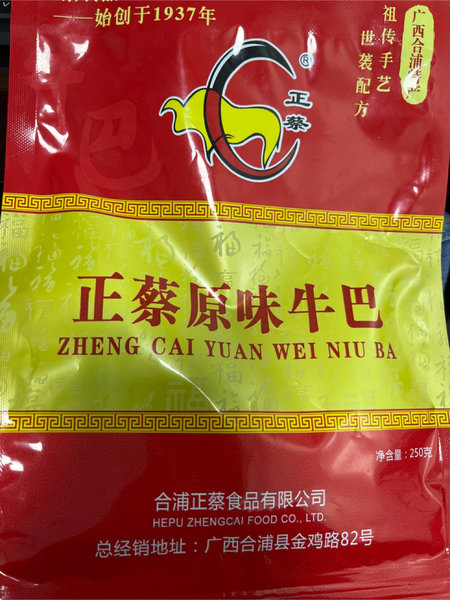 始创于1937年
祖传手艺
世袭配方
广西合浦
®
正蔡
正蔡原味牛巴
ZHENG CAI YUAN WEI NIU BA
净含量:250克
合浦正蔡食品有限公司
HEPU ZHENGCAI FOOD CO., LTD.
总经销地址:广西合浦县金鸡路82号